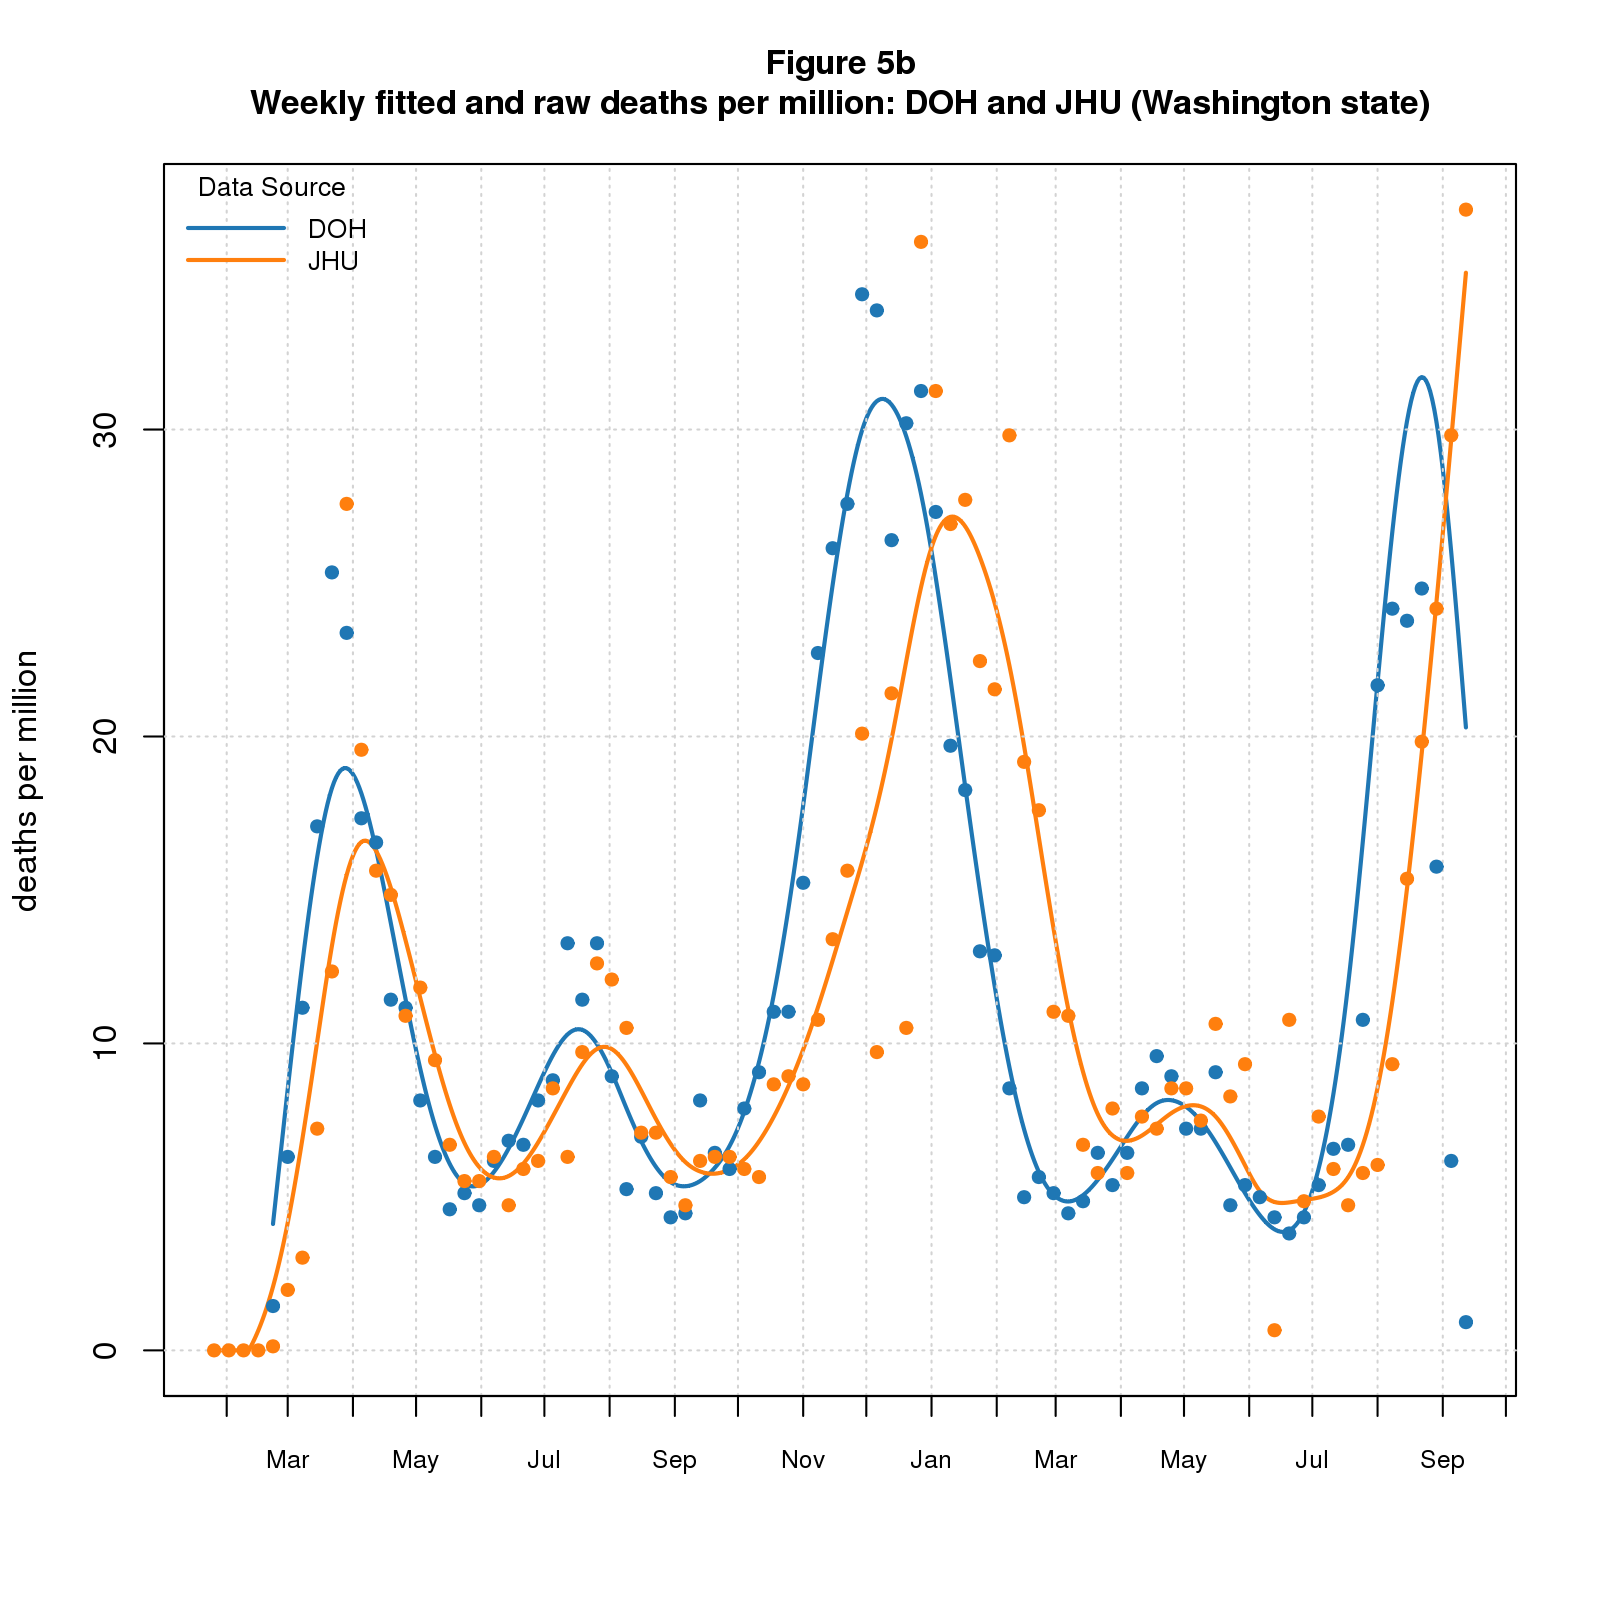 Figure 5b
Weekly fitted and raw deaths per million: DOH and JHU (Washington state)
Data Source
DOH
JHU
deaths per million
30
20
10
0
Mar May Jul Sep Nov Jan Mar May Jul Sep